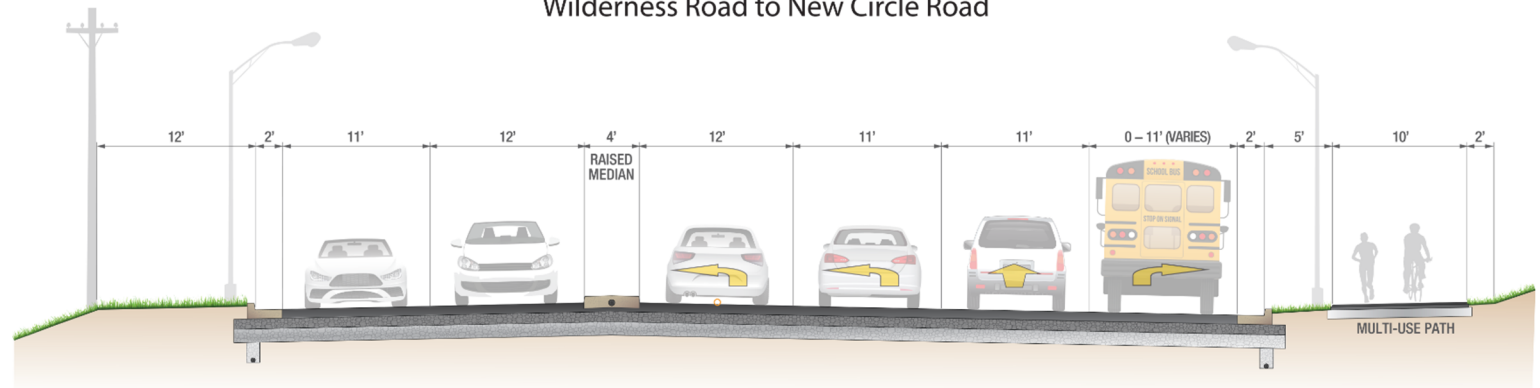 Wilderness Road to New Circle Road
12' 2' 11' 12' 4' 12' 11' 11' 0 – 11' (VARIES) 2' 5' 10' 2'
RAISED
MEDIAN
SCHOOL BUS
STOP ON SIGNAL
MULTI-USE PATH